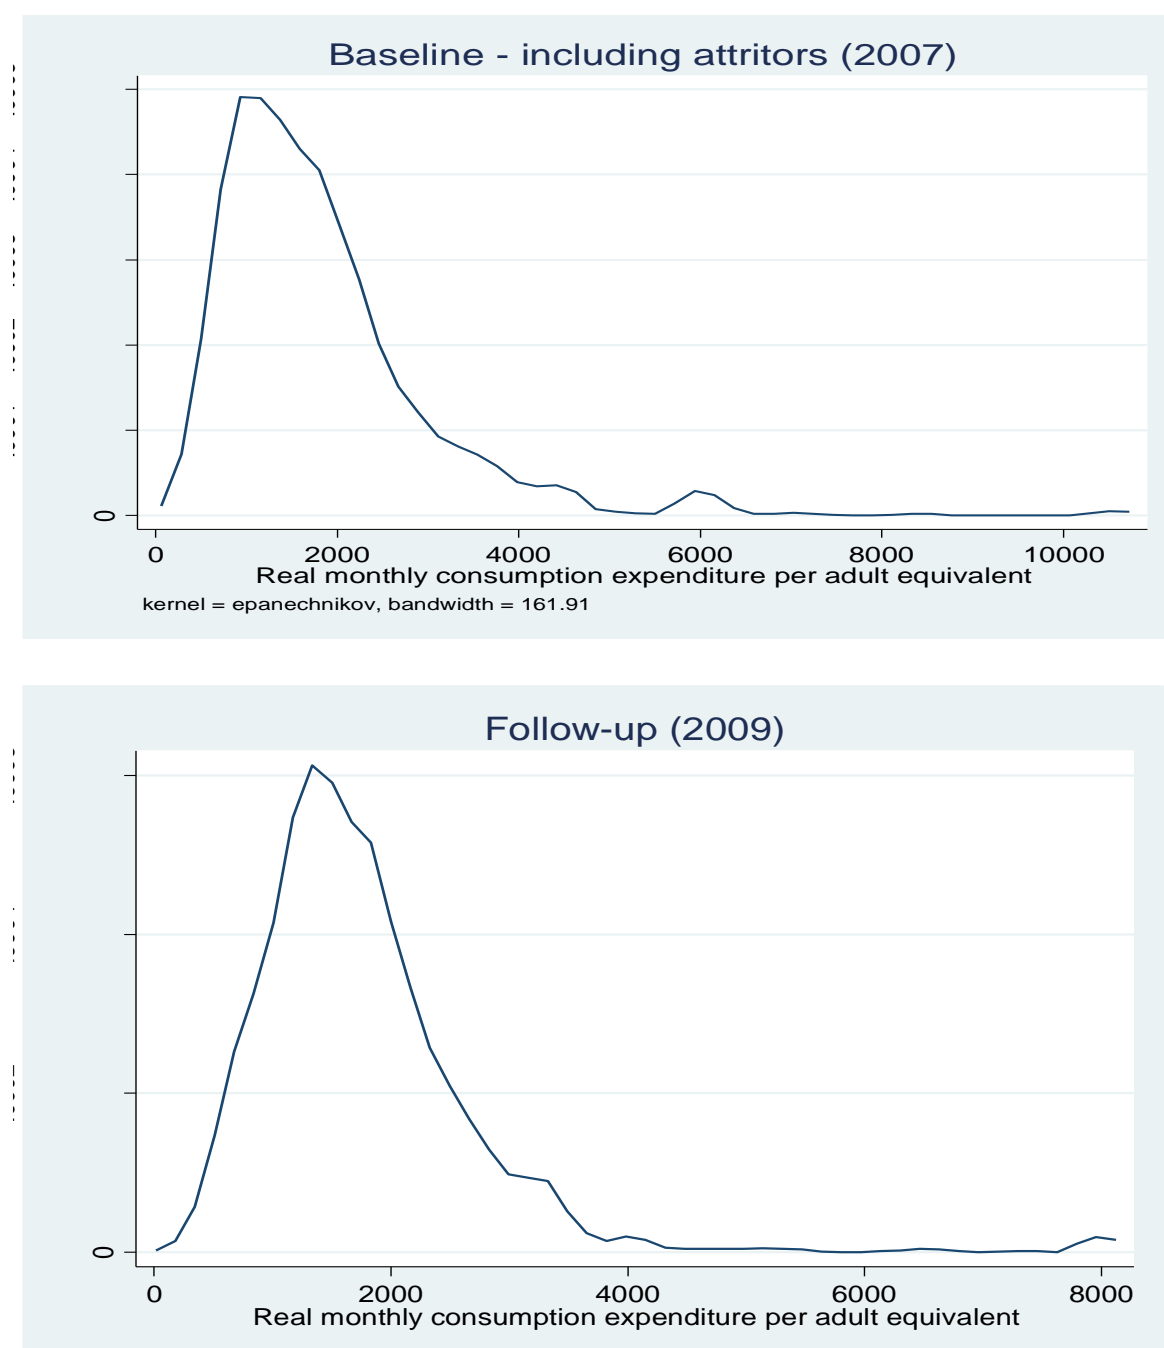 Baseline - including attritors (2007)
0
0 2000 4000 6000 8000 10000
Real monthly consumption expenditure per adult equivalent
kernel = epanechnikov, bandwidth = 161.91
Follow-up (2009)
0
0 2000 4000 6000 8000
Real monthly consumption expenditure per adult equivalent